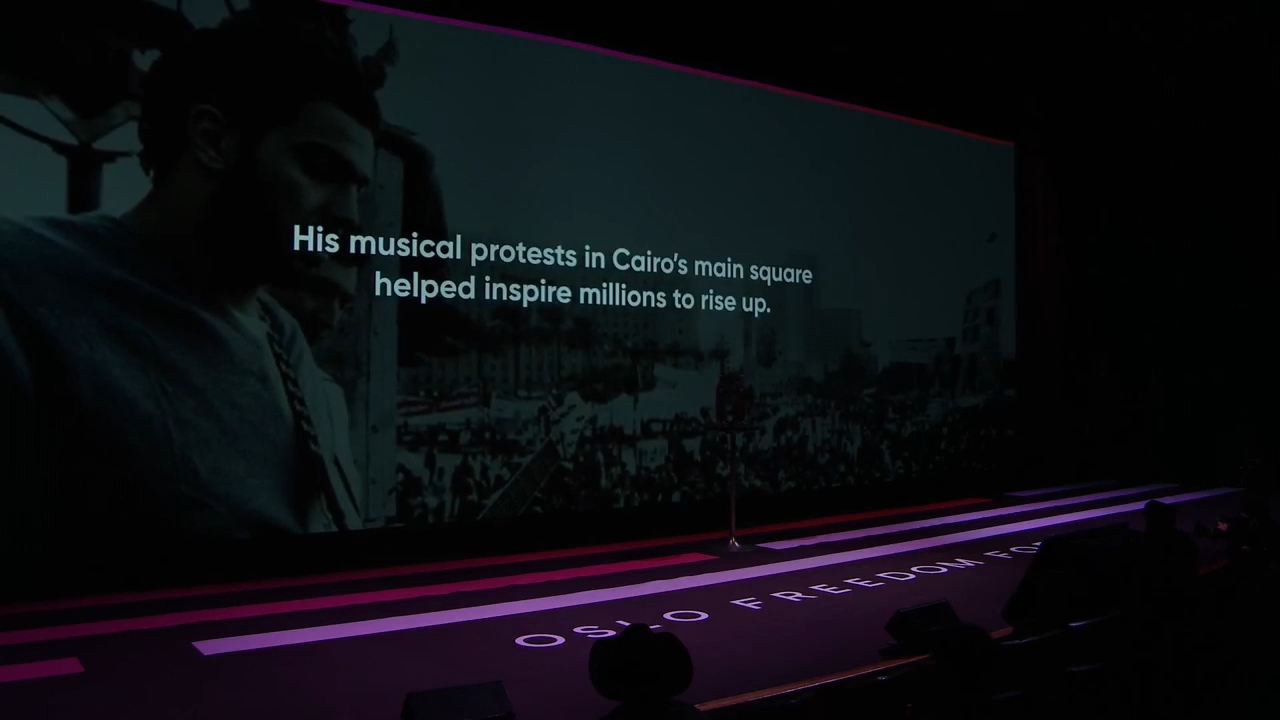 His musical protests in Cairo's main square
helped inspire millions to rise up.
OSLO FREEDOM